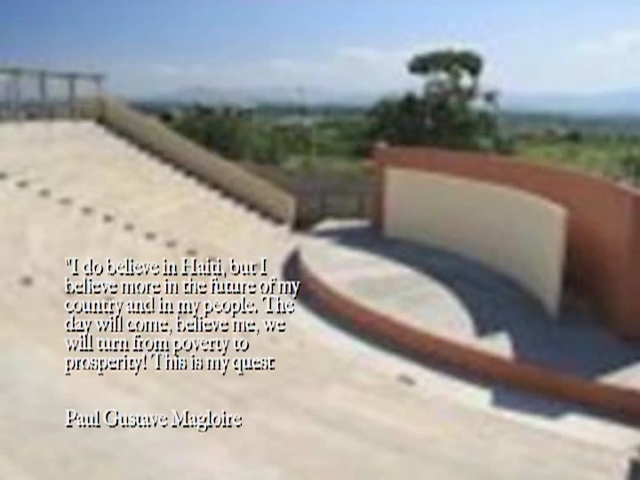 "I do believe in Haiti, but I
believe more in the future of my
country and in my people. The
day will come, believe me, we
will turn from poverty to
prosperity! This is my quest
Paul Gustave Magloire